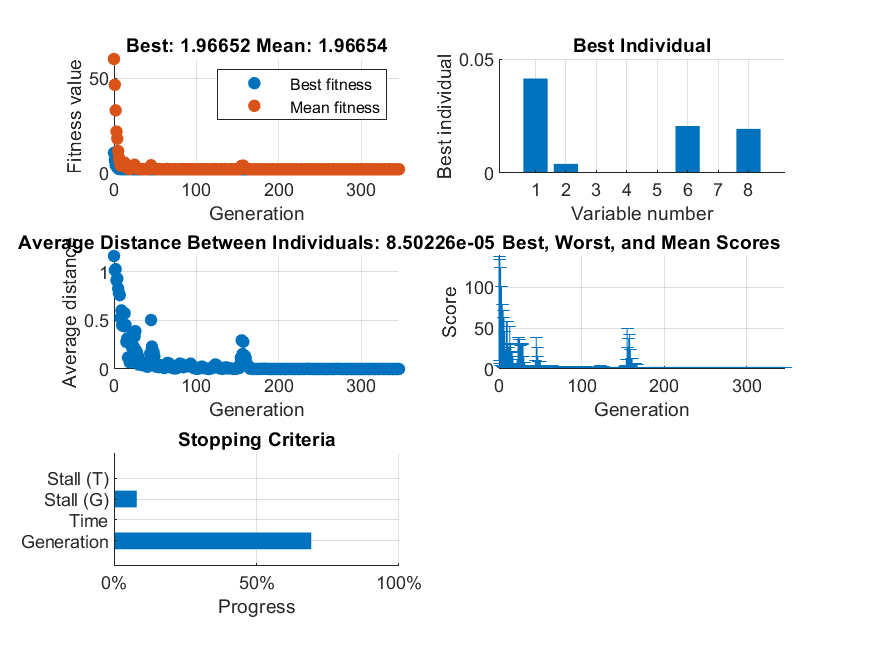 Best: 1.96652 Mean: 1.96654
Fitness value
50
0
Best fitness
Mean fitness
0 100 200 300
Generation
Best Individual
Best individual
0.05
0
1 2 3 4 5 6 7 8
Variable number
Average Distance Between Individuals: 8.50226e-05
Average distance
1
0.5
0
0 100 200 300
Generation
Best, Worst, and Mean Scores
Score
100
50
0
0 100 200 300
Generation
Stopping Criteria
Stall (T)
Stall (G)
Time
Generation
0% 50% 100%
Progress